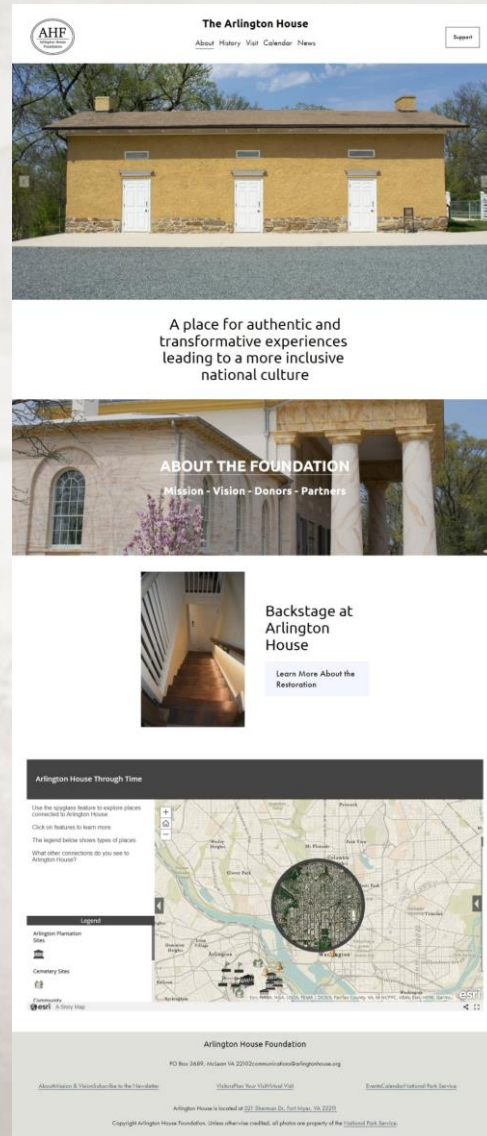 AHF
Arlington House
Foundation
The Arlington House
About History Visit Calendar News
Support
A place for authentic and
transformative experiences
leading to a more inclusive
national culture
ABOUT THE FOUNDATION
Mission - Vision - Donors - Partners
Backstage at
Arlington
House
Learn More About the
Restoration
Arlington House Through Time
Use the spyglass feature to explore places
connected to Arlington House
Click on features to learn more
The legend below shows types of places
What other connections do you see to
Arlington House?
Legend
Arlington Plantation
Sites
Cemetery Sites
Community
esri A Story Map
Arlington
Washington
esri
Arlington House Foundation
PO Box 3689, McLean VA 22102communications@arlingtonhouse.org
AboutMission & VisionSubscribe to the Newsletter
VisitorsPlan Your VisitVirtual Visit
EventsCalendarNational Park Service
Arlington House is located at 221 Sherman Dr, Fort Myer, VA 22211
Copyright Arlington House Foundation. Unless otherwise credited, all photos are property of the National Park Service.